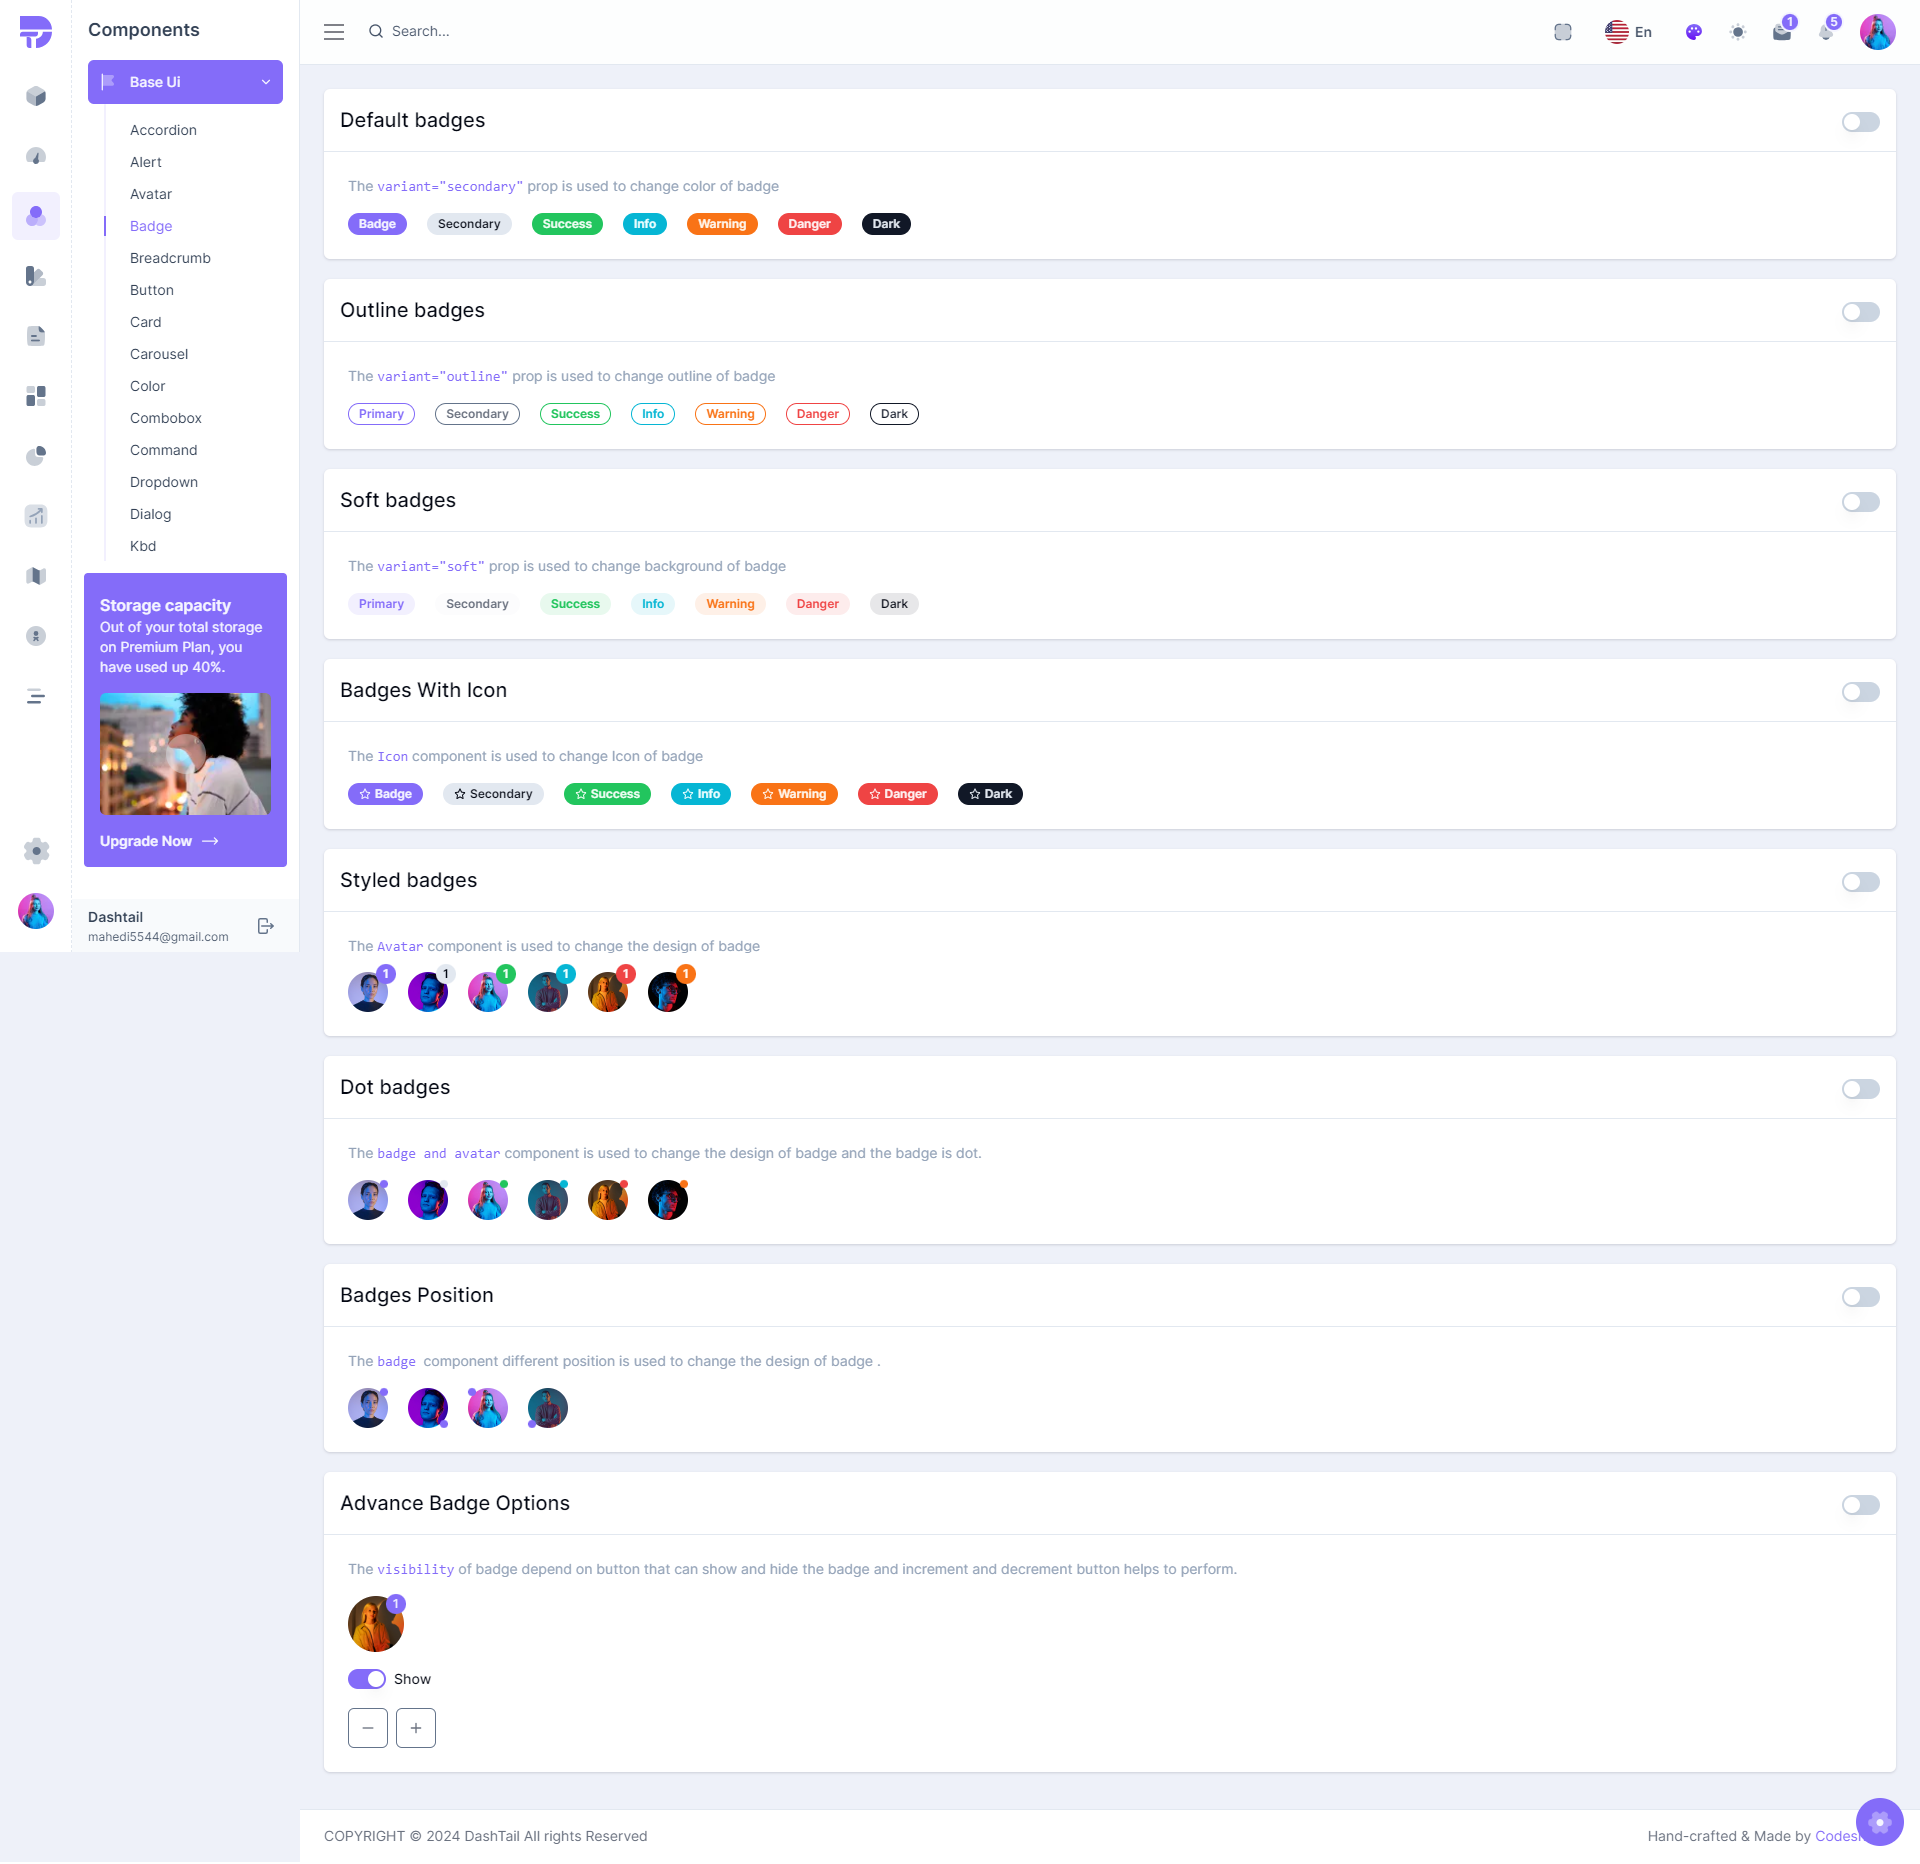 Components
Base Ui
Accordion
Alert
Avatar
Badge
Breadcrumb
Button
Card
Carousel
Color
Combobox
Command
Dropdown
Dialog
Kbd
Storage capacity
Out of your total storage
on Premium Plan, you
have used up 40%.
Upgrade Now
Dashtail
mahedi5544@gmail.com
Search...
En
1
5
Default badges
The variant="secondary" prop is used to change color of badge
Badge Secondary Success Info Warning Danger Dark
Outline badges
The variant="outline" prop is used to change outline of badge
Primary Secondary Success Info Warning Danger Dark
Soft badges
The variant="soft" prop is used to change background of badge
Primary Secondary Success Info Warning Danger Dark
Badges With Icon
The Icon component is used to change Icon of badge
Badge Secondary Success Info Warning Danger Dark
Styled badges
The Avatar component is used to change the design of badge
1 1 1 1 1 1
Dot badges
The badge and avatar component is used to change the design of badge and the badge is dot.
Badges Position
The badge component different position is used to change the design of badge .
Advance Badge Options
The visibility of badge depend on button that can show and hide the badge and increment and decrement button helps to perform.
1
Show
COPYRIGHT © 2024 DashTail All rights Reserved
Hand-crafted & Made by